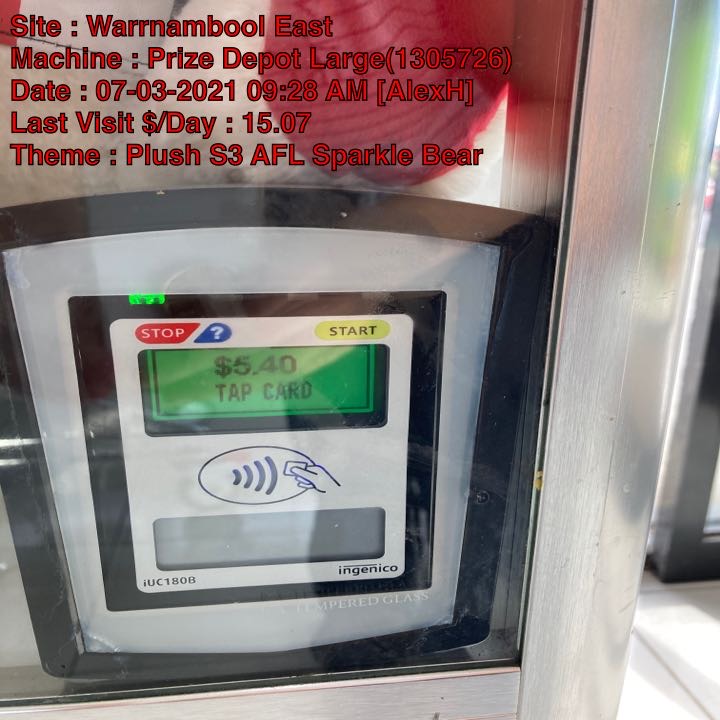 Site : Warrnambool East
Machine : Prize Depot Large(1305726)
Date : 07-03-2021 09:28 AM [AlexH]
Last Visit $/Day : 15.07
Theme : Plush S3 AFL Sparkle Bear
STOP ? START
$5.40
TAP CARD
iUC180B ingenico
TEMPERED GLASS